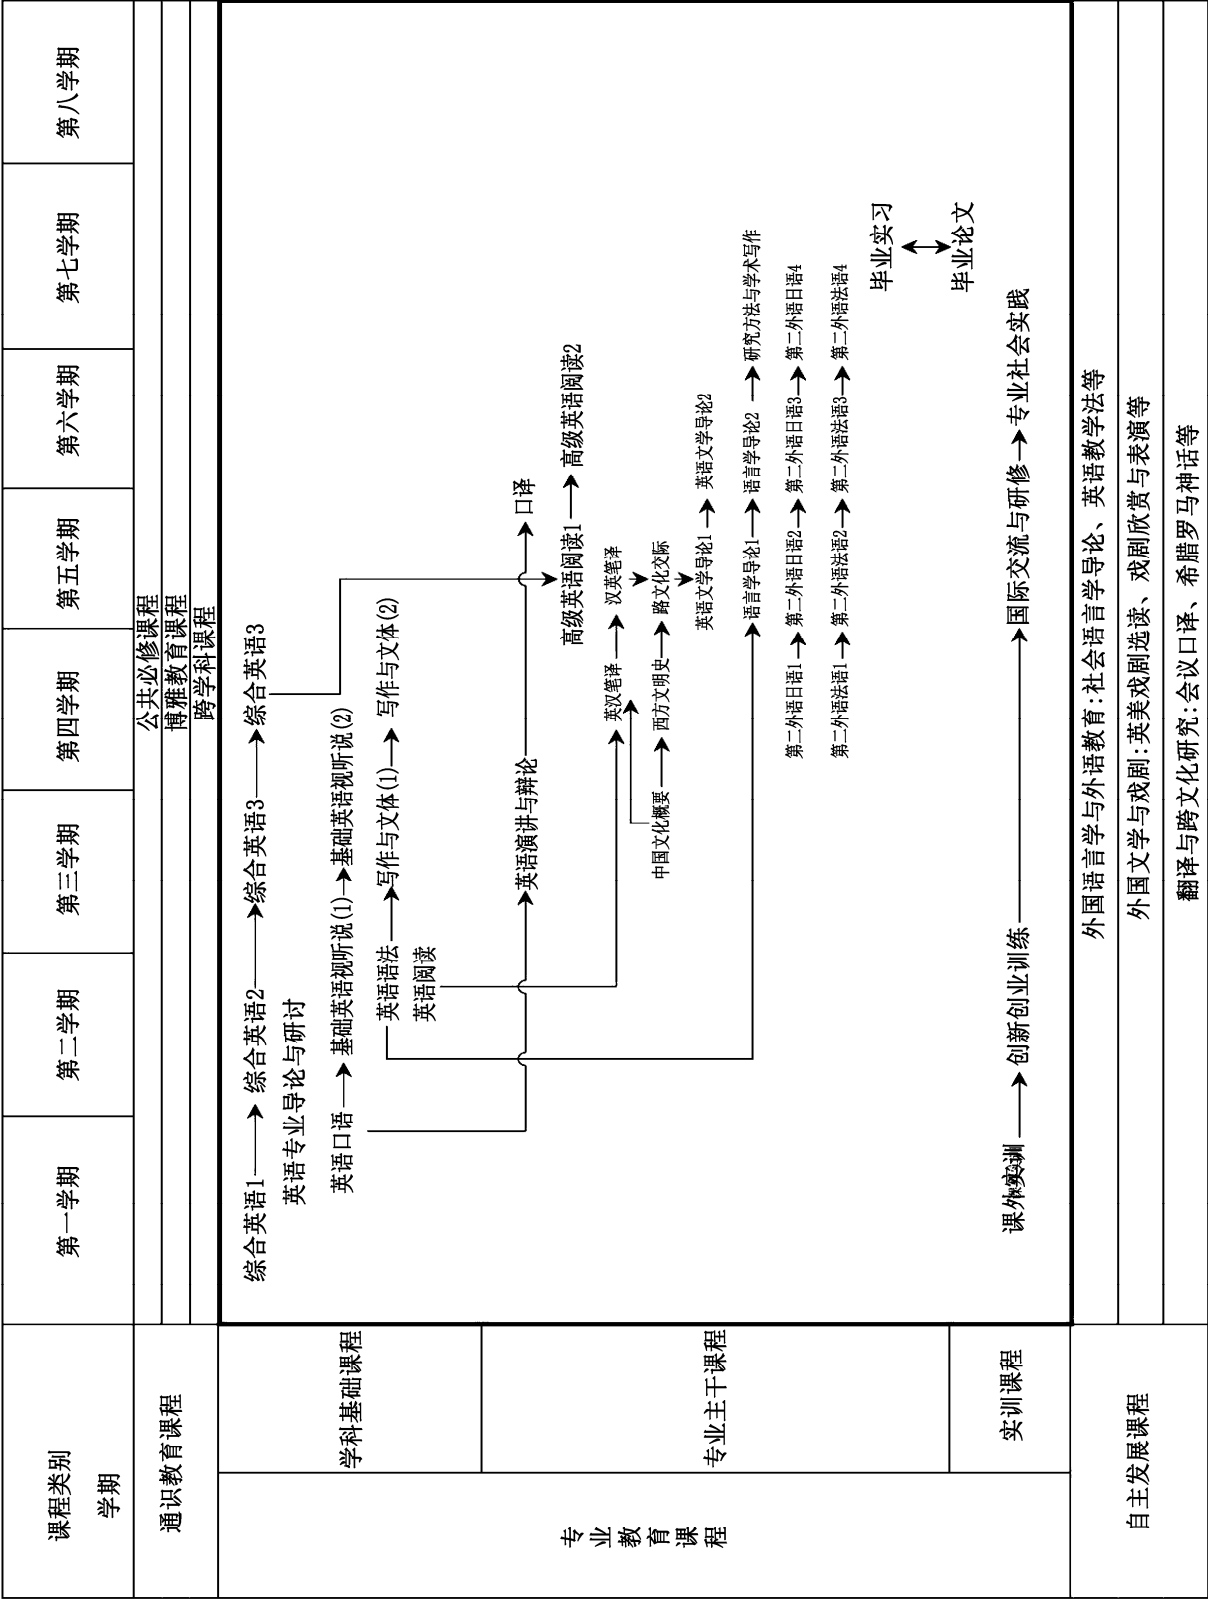 课程类别
学期
第一学期
第二学期
第三学期
第四学期
第五学期
第六学期
第七学期
第八学期
通识教育课程
公共必修课程
博雅教育课程
跨学科课程
专业教育课程
学科基础课程
综合英语1
综合英语2
综合英语3
综合英语3
英语专业导论与研讨
英语口语
基础英语视听说(1)
基础英语视听说(2)
英语语法
写作与文体(1)
写作与文体(2)
英语阅读
专业主干课程
英语演讲与辩论
口译
高级英语阅读1
高级英语阅读2
英汉笔译
汉英笔译
中国文化概要
西方文明史
路文化交际
英语文学导论1
英语文学导论2
语言学导论1
语言学导论2
研究方法与学术写作
第二外语日语1
第二外语日语2
第二外语日语3
第二外语日语4
第二外语法语1
第二外语法语2
第二外语法语3
第二外语法语4
毕业实习
毕业论文
实训课程
课外实训
创新创业训练
国际交流与研修
专业社会实践
自主发展课程
外国语言学与外语教育:社会语言学导论、英语教学法等
外国文学与戏剧:英美戏剧选读、戏剧欣赏与表演等
翻译与跨文化研究:会议口译、希腊罗马神话等